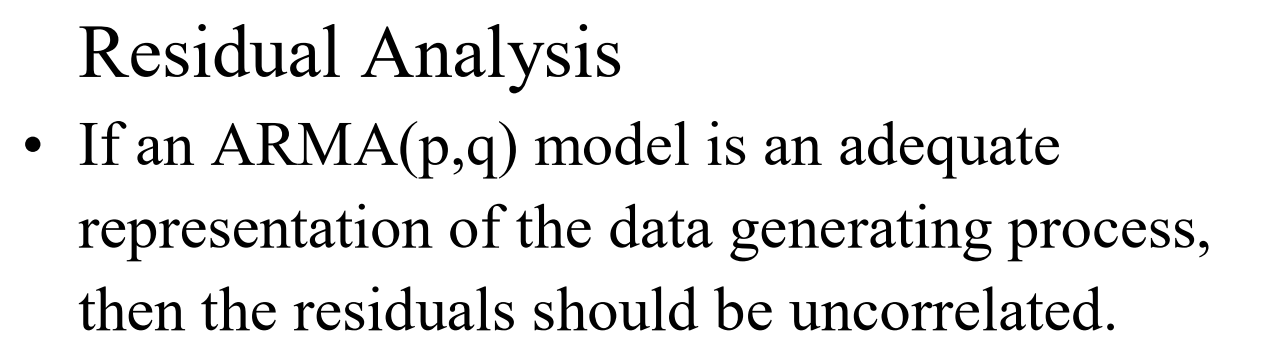 Residual Analysis
• If an ARMA(p,q) model is an adequate
representation of the data generating process,
then the residuals should be uncorrelated.